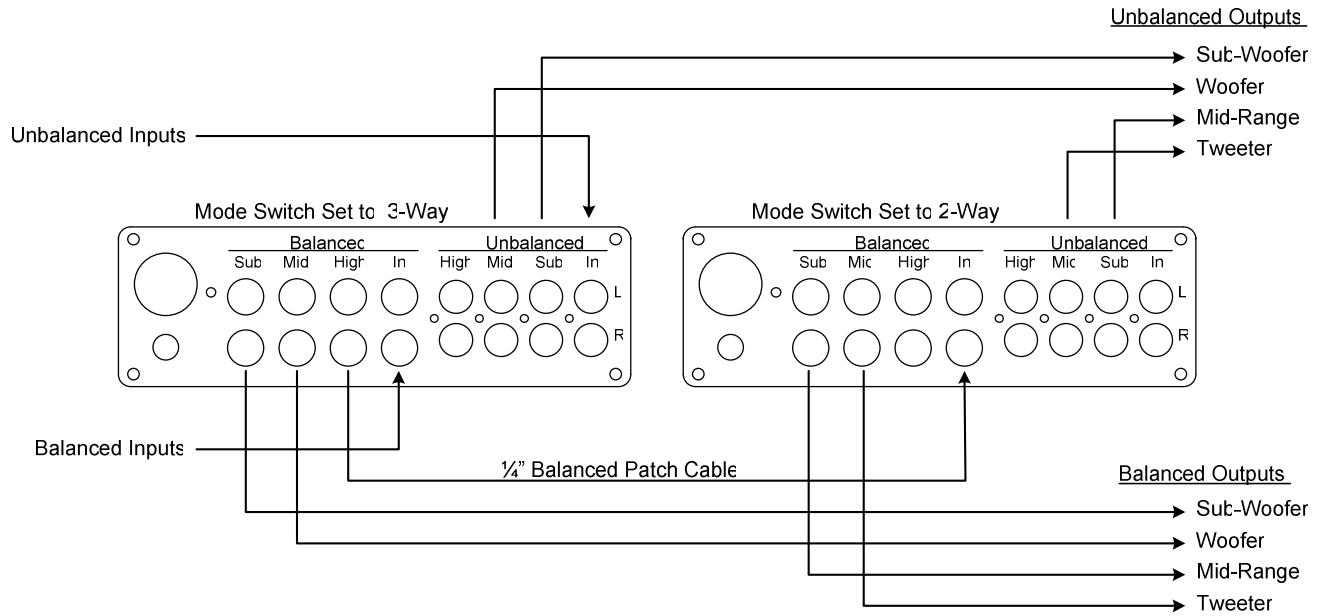 Unbalanced Outputs
Sub-Woofer
Woofer
Mid-Range
Tweeter
Unbalanced Inputs
Mode Switch Set to 3-Way
Mode Switch Set to 2-Way
Balanced Unbalanced
Sub Mid High In High Mid Sub In
L
R
Balanced Unbalanced
Sub Mid High In High Mid Sub In
L
R
Balanced Inputs
¼” Balanced Patch Cable
Balanced Outputs
Sub-Woofer
Woofer
Mid-Range
Tweeter